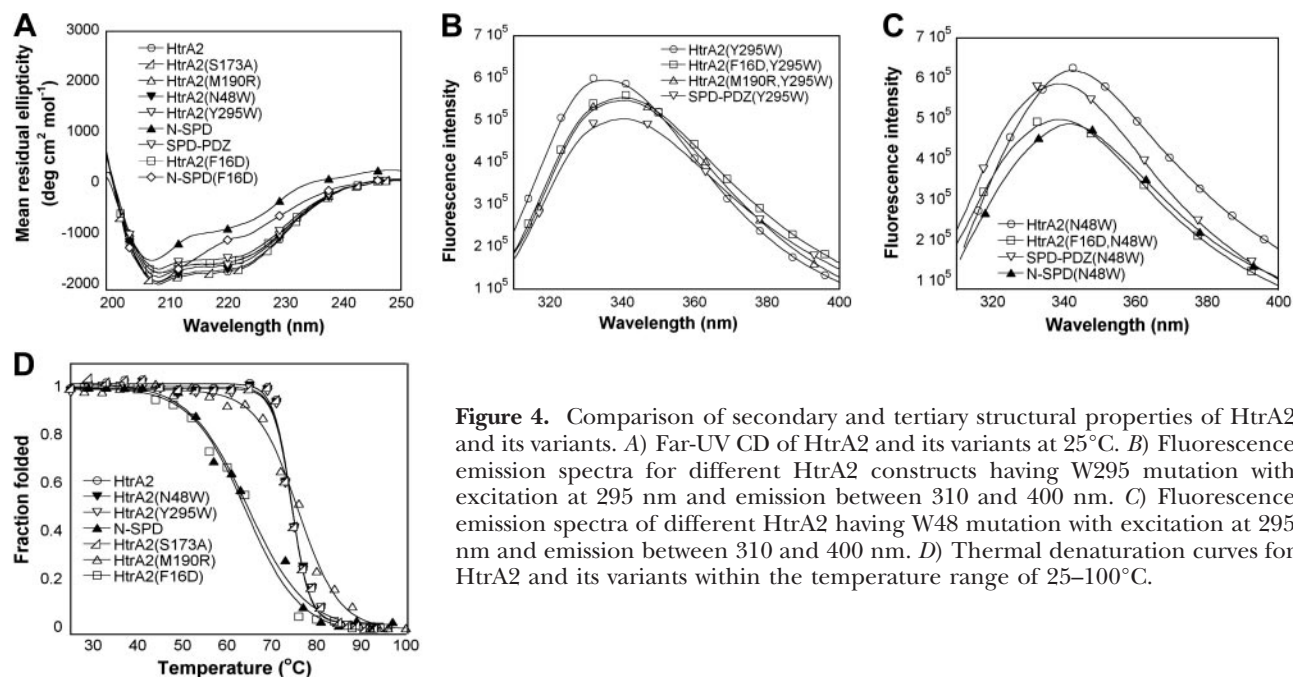 A
Mean residual ellipticity
(deg cm² mol⁻¹)
3000
2000
1000
0
-1000
-2000
HtrA2
HtrA2(S173A)
HtrA2(M190R)
HtrA2(N48W)
HtrA2(Y295W)
N-SPD
SPD-PDZ
HtrA2(F16D)
N-SPD(F16D)
200 210 220 230 240 250
Wavelength (nm)
B
Fluorescence intensity
7 10⁵
6 10⁵
5 10⁵
4 10⁵
3 10⁵
2 10⁵
1 10⁵
HtrA2(Y295W)
HtrA2(F16D,Y295W)
HtrA2(M190R,Y295W)
SPD-PDZ(Y295W)
320 340 360 380 400
Wavelength (nm)
C
Fluorescence intensity
7 10⁵
6 10⁵
5 10⁵
4 10⁵
3 10⁵
2 10⁵
1 10⁵
HtrA2(N48W)
HtrA2(F16D,N48W)
SPD-PDZ(N48W)
N-SPD(N48W)
320 340 360 380 400
Wavelength (nm)
D
Fraction folded
1
0.8
0.6
0.4
0.2
0
HtrA2
HtrA2(N48W)
HtrA2(Y295W)
N-SPD
HtrA2(S173A)
HtrA2(M190R)
HtrA2(F16D)
30 40 50 60 70 80 90 100
Temperature (°C)
Figure 4. Comparison of secondary and tertiary structural properties of HtrA2
and its variants. A) Far-UV CD of HtrA2 and its variants at 25°C. B) Fluorescence
emission spectra for different HtrA2 constructs having W295 mutation with
excitation at 295 nm and emission between 310 and 400 nm. C) Fluorescence
emission spectra of different HtrA2 having W48 mutation with excitation at 295
nm and emission between 310 and 400 nm. D) Thermal denaturation curves for
HtrA2 and its variants within the temperature range of 25–100°C.